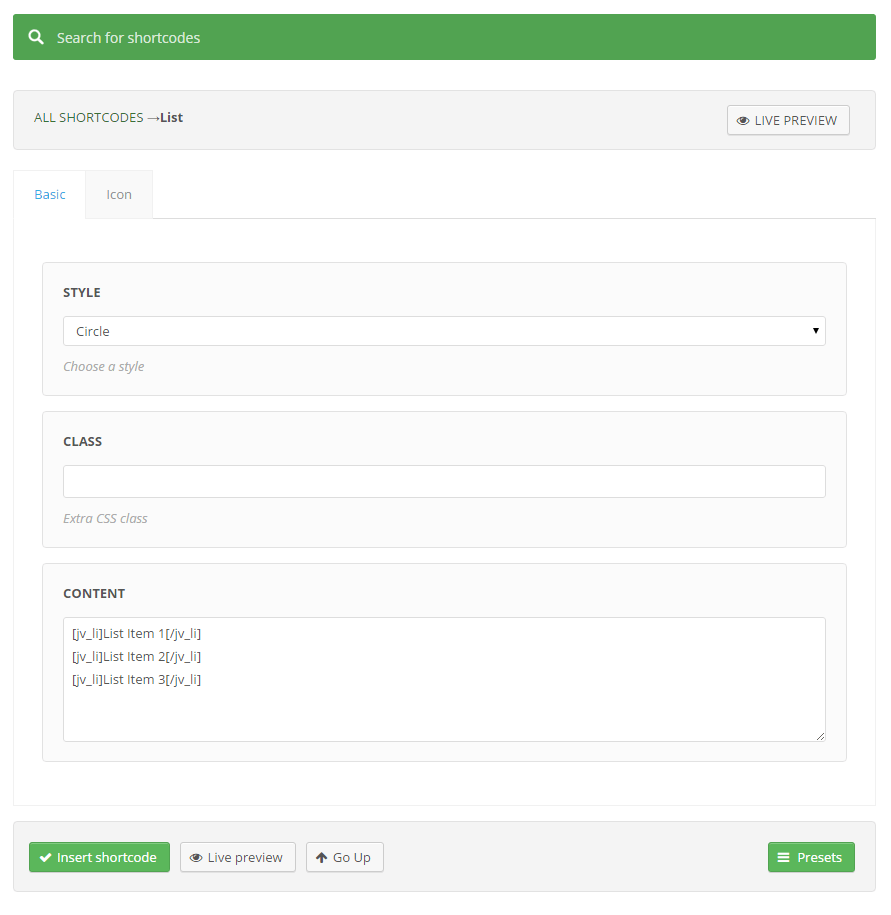 Search for shortcodes
ALL SHORTCODES →List
LIVE PREVIEW
Basic
Icon
STYLE
Circle
Choose a style
CLASS
Extra CSS class
CONTENT
[jv_li]List Item 1[/jv_li]
[jv_li]List Item 2[/jv_li]
[jv_li]List Item 3[/jv_li]
Insert shortcode
Live preview
Go Up
Presets